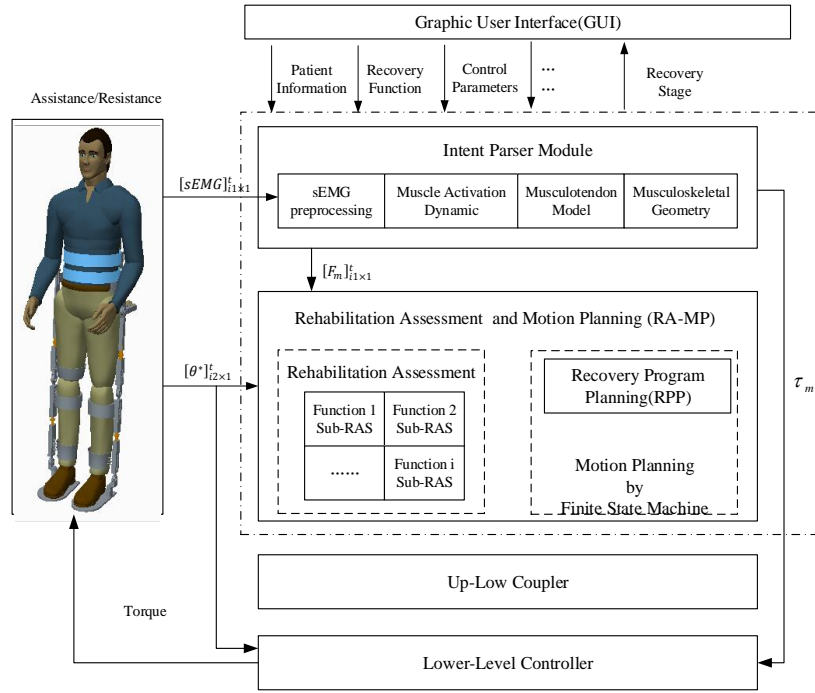 Graphic User Interface(GUI)
Patient
Information
Recovery
Function
Control
Parameters
...
...
Recovery
Stage
Assistance/Resistance
Intent Parser Module
[sEMG]^t_{i1×1}
sEMG
preprocessing
Muscle Activation
Dynamic
Musculotendon
Model
Musculoskeletal
Geometry
[F_m]^t_{i1×1}
Rehabilitation Assessment and Motion Planning (RA-MP)
[θ*]^t_{i2×1}
Rehabilitation Assessment
Function 1
Sub-RAS
Function 2
Sub-RAS
......
Function i
Sub-RAS
Recovery Program
Planning(RPP)
Motion Planning
by
Finite State Machine
τ_m
Up-Low Coupler
Torque
Lower-Level Controller